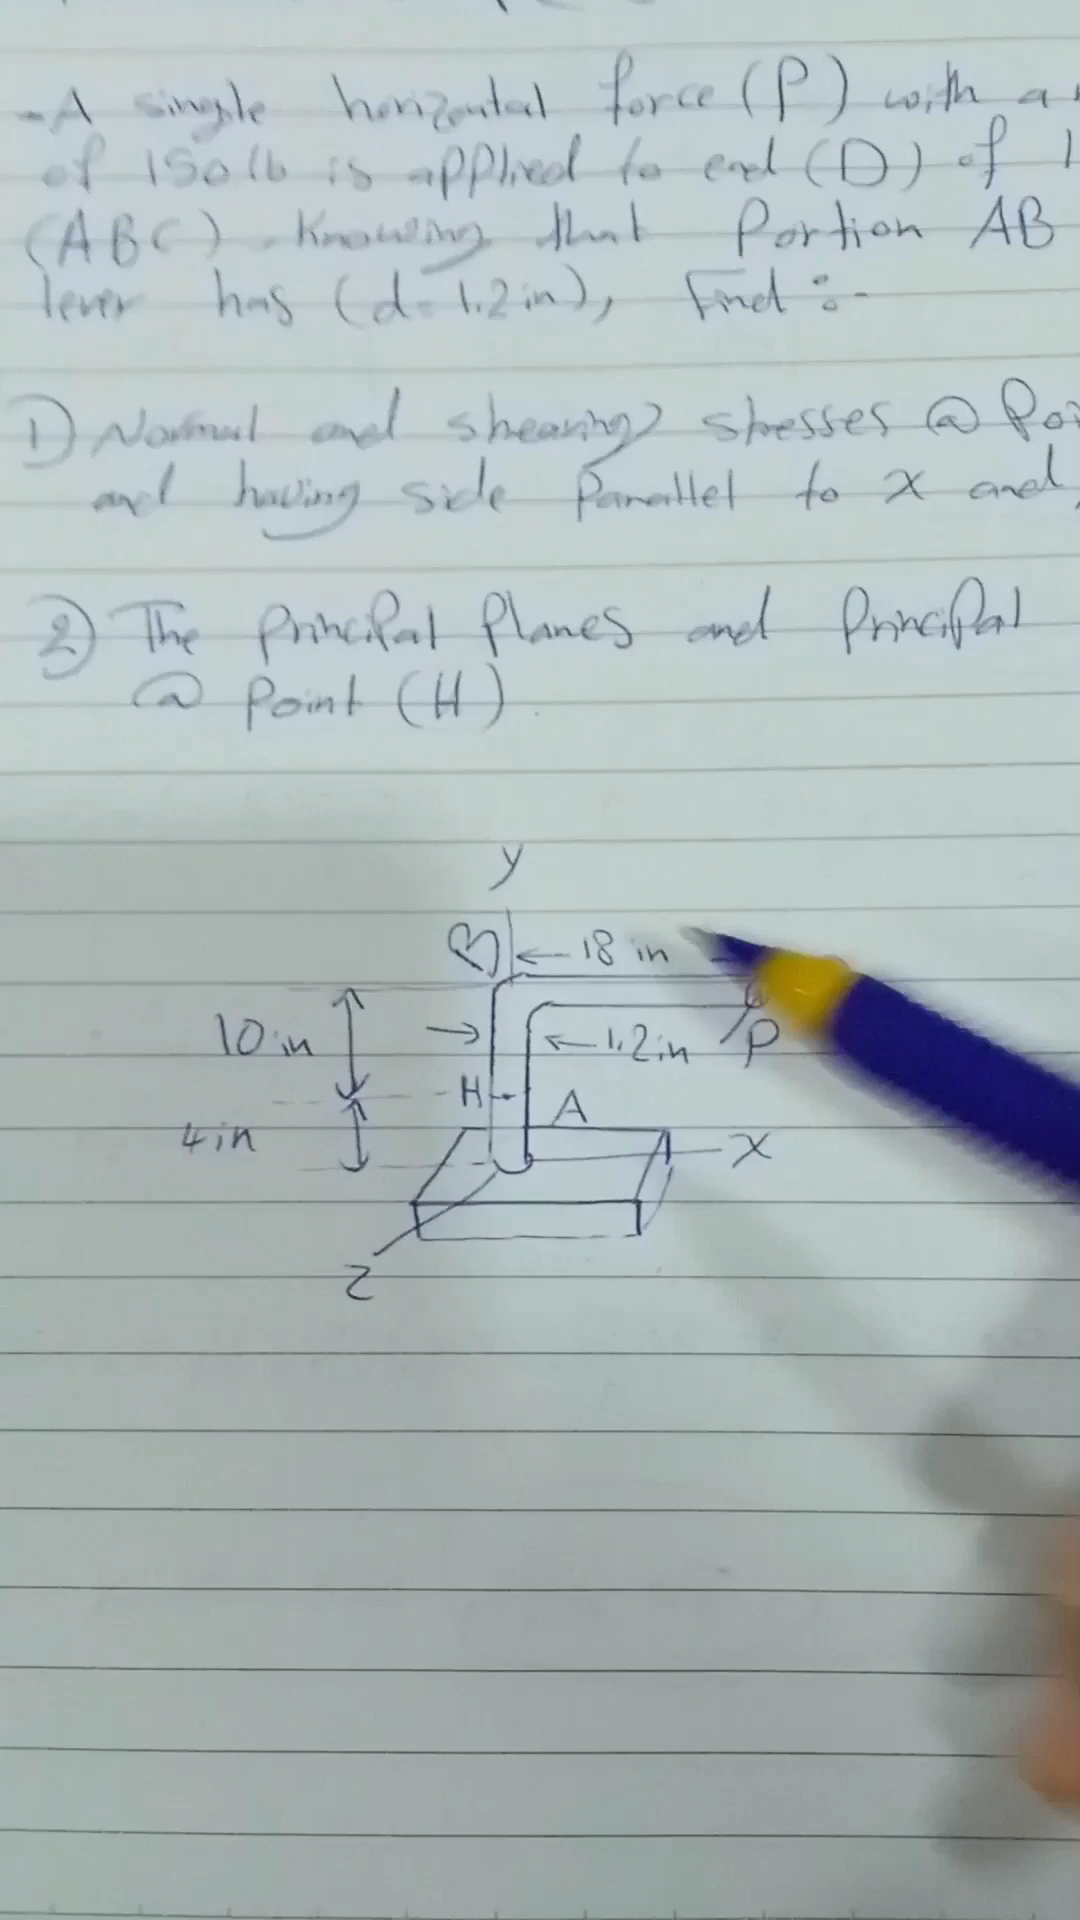 - A single horizontal force (P) with a
of 150 lb is applied to end (D) of
(ABC). Knowing that Portion AB
lever has (d = 1.2 in), Find :-
1) Normal and shearing stresses @ Poi
and having side Parallel to x and
2) The Principal Planes and Principal
@ Point (H).
y
B
18 in
10 in
1.2 in
P
H
A
4 in
x
z